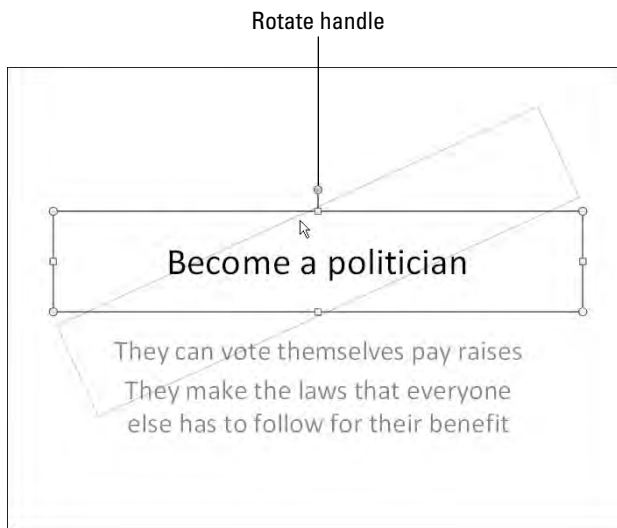 Rotate handle
Become a politician
They can vote themselves pay raises
They make the laws that everyone
else has to follow for their benefit